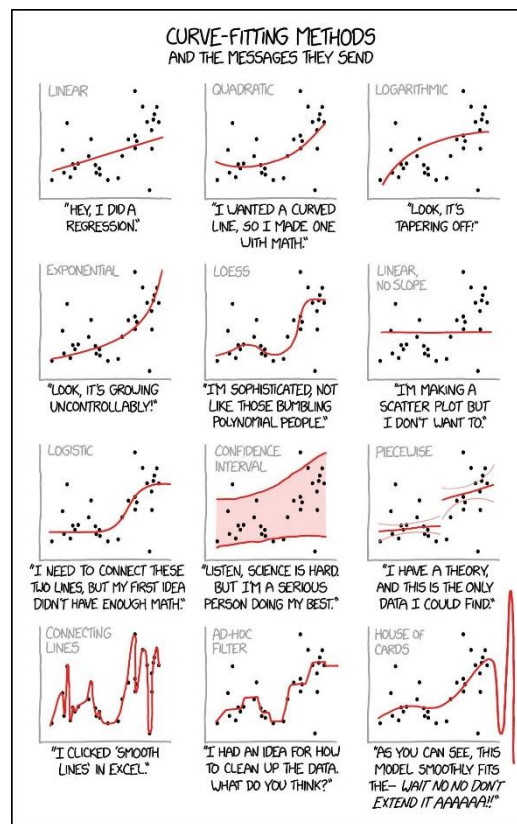 CURVE-FITTING METHODS
AND THE MESSAGES THEY SEND
LINEAR
"HEY, I DID A
REGRESSION."
QUADRATIC
"I WANTED A CURVED
LINE, SO I MADE ONE
WITH MATH."
LOGARITHMIC
"LOOK, IT'S
TAPERING OFF!"
EXPONENTIAL
"LOOK, IT'S GROWING
UNCONTROLLABLY!"
LOESS
"I'M SOPHISTICATED, NOT
LIKE THOSE BUMBLING
POLYNOMIAL PEOPLE."
LINEAR,
NO SLOPE
"I'M MAKING A
SCATTER PLOT BUT
I DON'T WANT TO."
LOGISTIC
"I NEED TO CONNECT THESE
TWO LINES, BUT MY FIRST IDEA
DIDN'T HAVE ENOUGH MATH."
CONFIDENCE
INTERVAL
"LISTEN, SCIENCE IS HARD.
BUT I'M A SERIOUS
PERSON DOING MY BEST."
PIECEWISE
"I HAVE A THEORY,
AND THIS IS THE ONLY
DATA I COULD FIND."
CONNECTING
LINES
"I CLICKED 'SMOOTH
LINES' IN EXCEL."
AD-HOC
FILTER
"I HAD AN IDEA FOR HOW
TO CLEAN UP THE DATA.
WHAT DO YOU THINK?"
HOUSE OF
CARDS
"AS YOU CAN SEE, THIS
MODEL SMOOTHLY FITS
THE- WAIT NO NO DON'T
EXTEND IT AAAAAA!!"